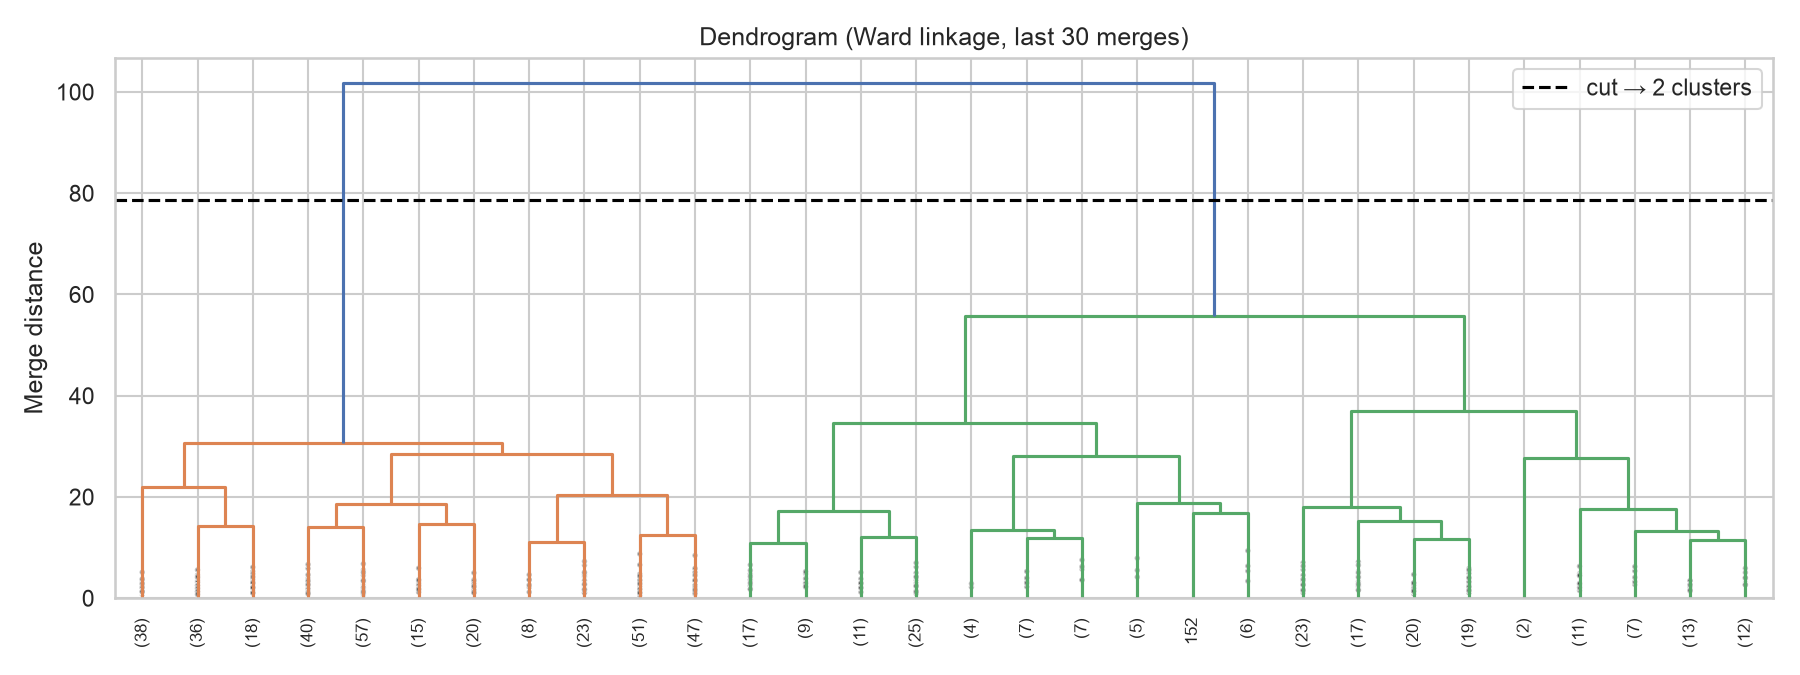 Dendrogram (Ward linkage, last 30 merges)
cut → 2 clusters
Merge distance
100
80
60
40
20
0
(38) (36) (18) (40) (57) (15) (20) (8) (23) (51) (47) (17) (9) (11) (25) (4) (7) (7) (5) 152 (6) (23) (17) (20) (19) (2) (11) (7) (13) (12)